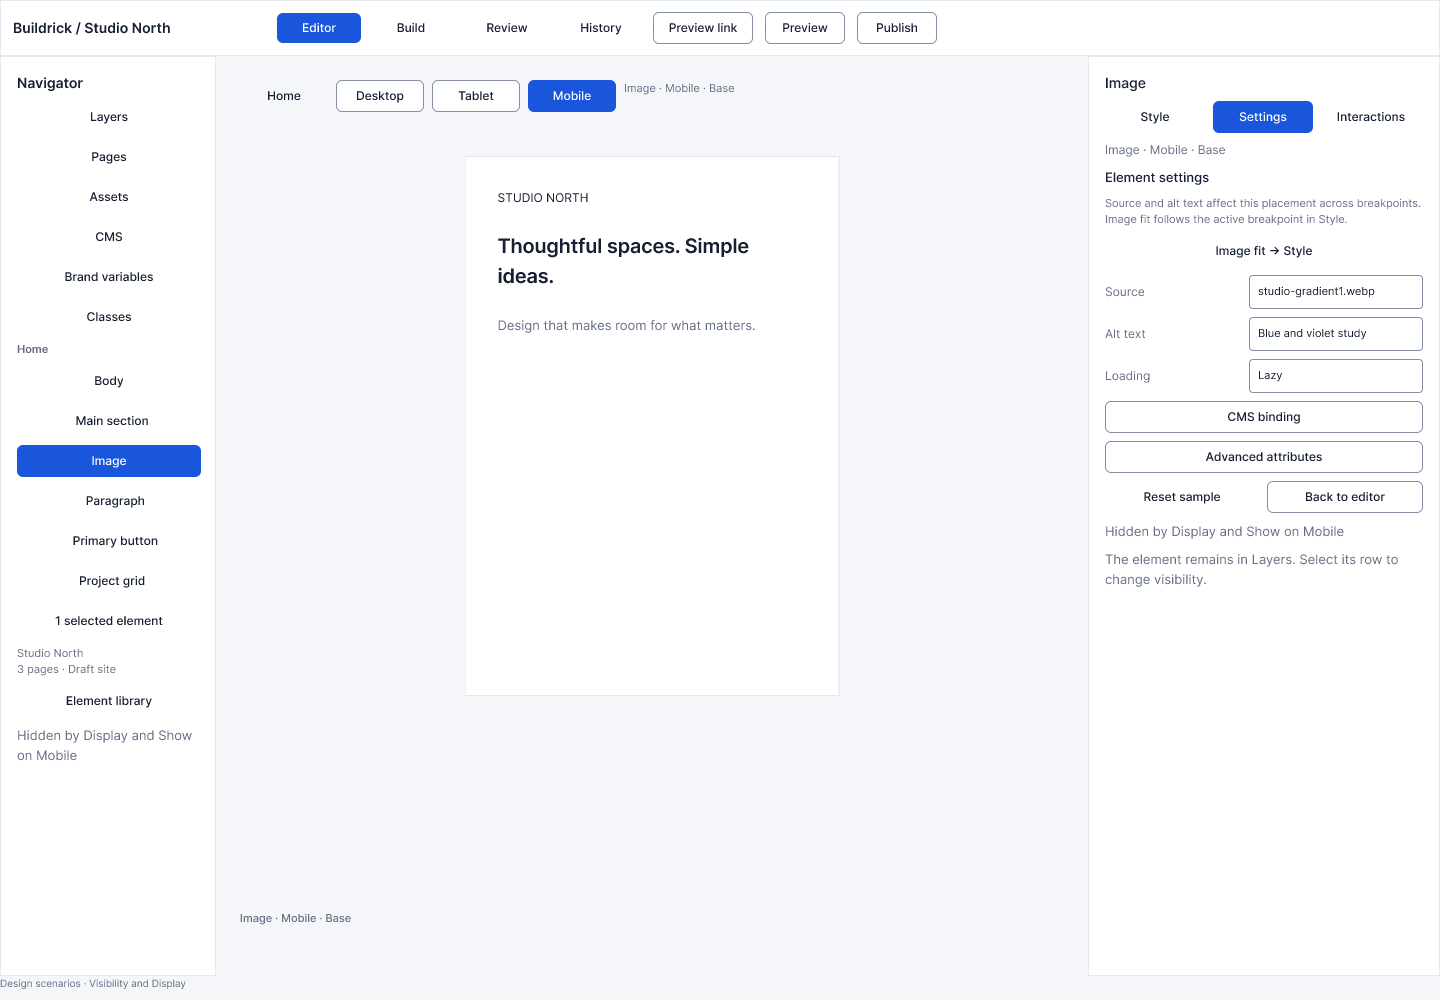 Buildrick / Studio North
Editor
Build
Review
History
Preview link
Preview
Publish
Navigator
Layers
Pages
Assets
CMS
Brand variables
Classes
Home
Body
Main section
Image
Paragraph
Primary button
Project grid
1 selected element
Studio North
3 pages · Draft site
Element library
Hidden by Display and Show
on Mobile
Home
Desktop
Tablet
Mobile
Image · Mobile · Base
STUDIO NORTH
Thoughtful spaces. Simple
ideas.
Design that makes room for what matters.
Image · Mobile · Base
Image
Style
Settings
Interactions
Image · Mobile · Base
Element settings
Source and alt text affect this placement across breakpoints.
Image fit follows the active breakpoint in Style.
Image fit → Style
Source
studio-gradient1.webp
Alt text
Blue and violet study
Loading
Lazy
CMS binding
Advanced attributes
Reset sample
Back to editor
Hidden by Display and Show on Mobile
The element remains in Layers. Select its row to
change visibility.
Design scenarios · Visibility and Display